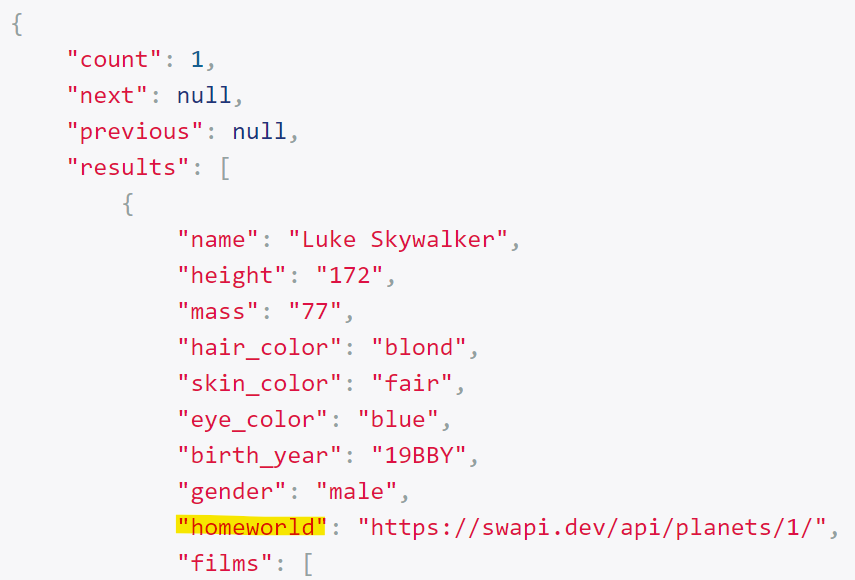 {
    "count": 1,
    "next": null,
    "previous": null,
    "results": [
        {
            "name": "Luke Skywalker",
            "height": "172",
            "mass": "77",
            "hair_color": "blond",
            "skin_color": "fair",
            "eye_color": "blue",
            "birth_year": "19BBY",
            "gender": "male",
            "homeworld": "https://swapi.dev/api/planets/1/",
            "films": [